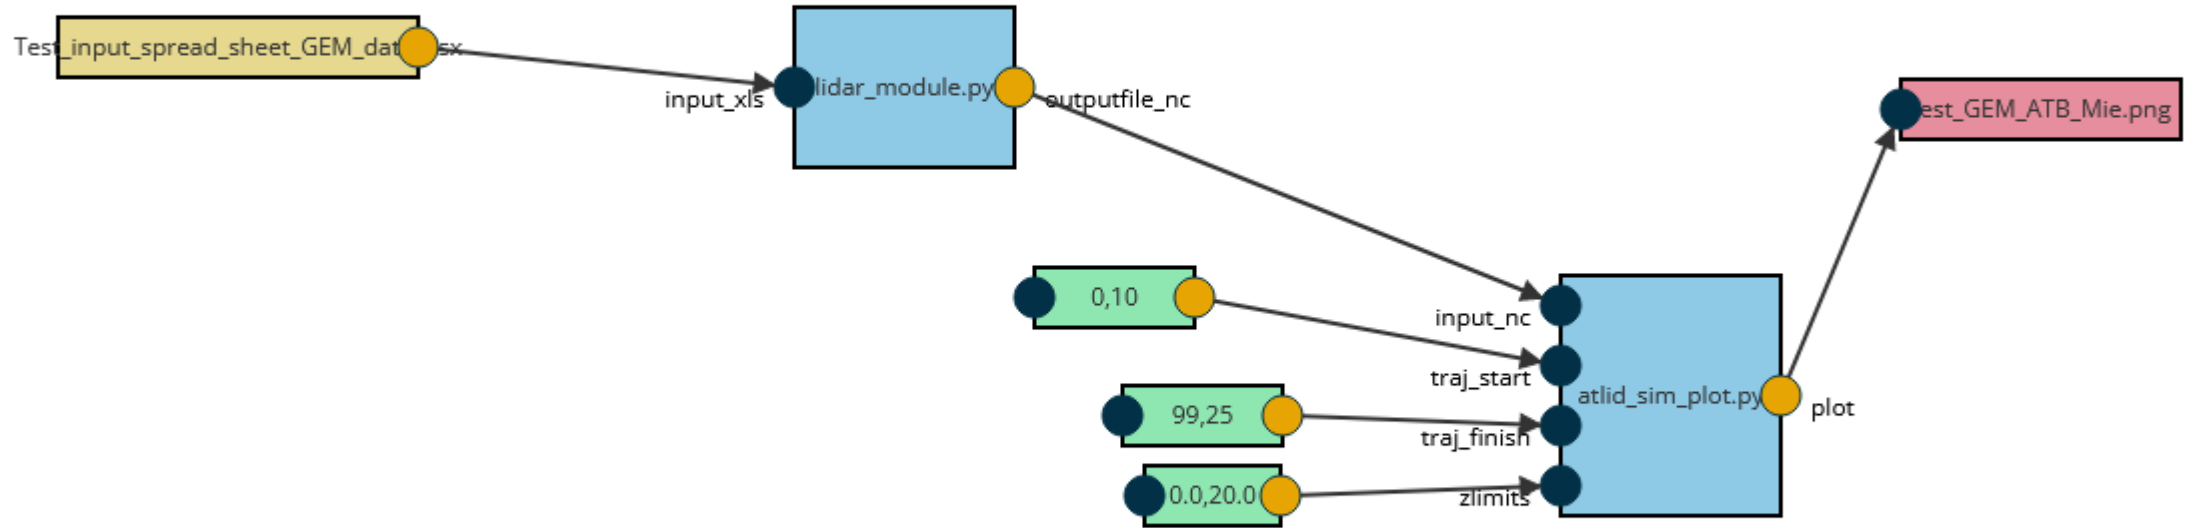 Test_input_spread_sheet_GEM_dat sx
input_xls
lidar_module.py
outputfile_nc
est_GEM_ATB_Mie.png
0,10
input_nc
traj_start
99,25
traj_finish
0.0,20.0
zlimits
atlid_sim_plot.py
plot